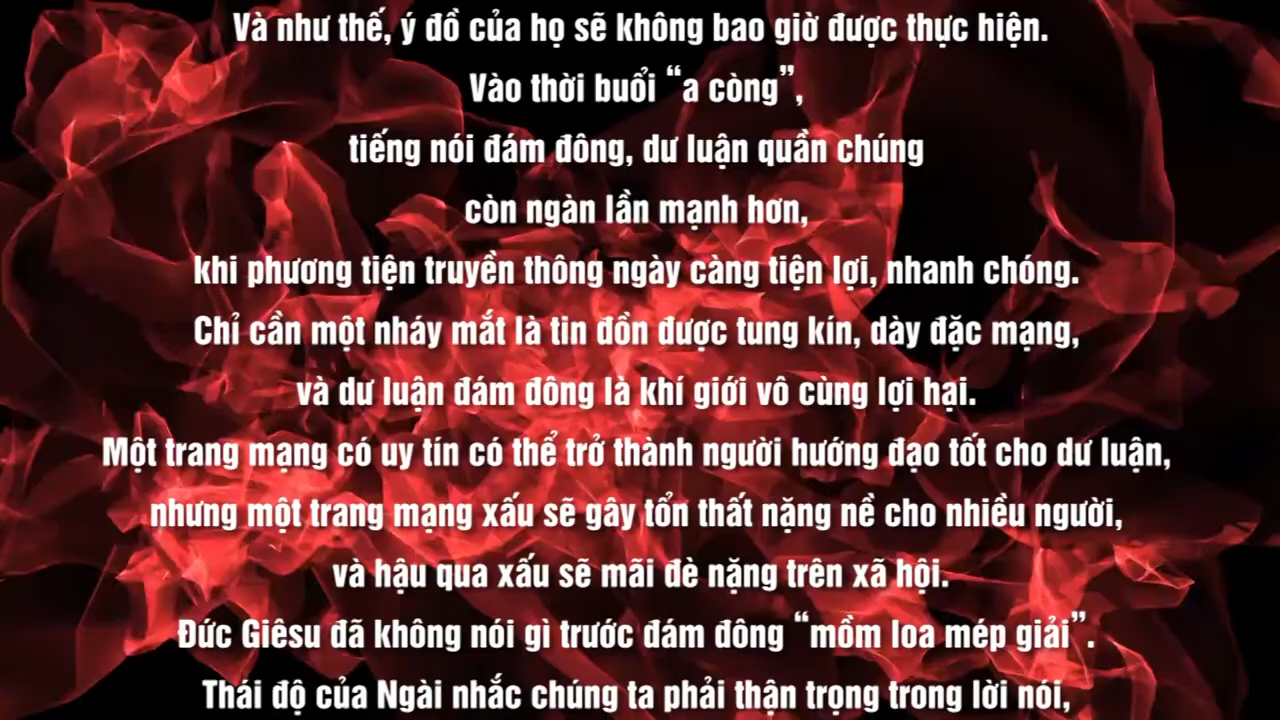 Và như thế, ý đồ của họ sẽ không bao giờ được thực hiện.
Vào thời buổi “a còng”,
tiếng nói đám đông, dư luận quần chúng
còn ngàn lần mạnh hơn,
khi phương tiện truyền thông ngày càng tiện lợi, nhanh chóng.
Chỉ cần một nháy mắt là tin đồn được tung kín, dày đặc mạng,
và dư luận đám đông là khí giới vô cùng lợi hại.
Một trang mạng có uy tín có thể trở thành người hướng đạo tốt cho dư luận,
nhưng một trang mạng xấu sẽ gây tổn thất nặng nề cho nhiều người,
và hậu qua xấu sẽ mãi đè nặng trên xã hội.
Đức Giêsu đã không nói gì trước đám đông “mồm loa mép giải”.
Thái độ của Ngài nhắc chúng ta phải thận trọng trong lời nói,